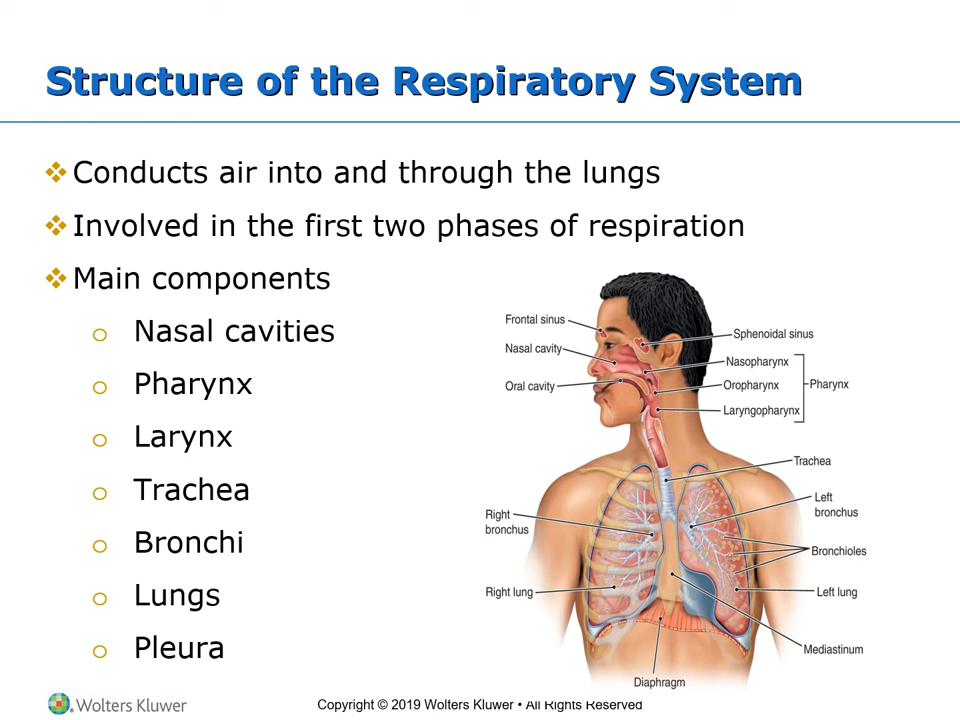 Structure of the Respiratory System
❖Conducts air into and through the lungs
❖Involved in the first two phases of respiration
❖Main components
o Nasal cavities
o Pharynx
o Larynx
o Trachea
o Bronchi
o Lungs
o Pleura
Frontal sinus
Nasal cavity
Oral cavity
Sphenoidal sinus
Nasopharynx
Oropharynx
Laryngopharynx
Pharynx
Trachea
Left
bronchus
Right
bronchus
Bronchioles
Right lung
Left lung
Mediastinum
Diaphragm
Wolters Kluwer
Copyright © 2019 Wolters Kluwer • All Rights Reserved